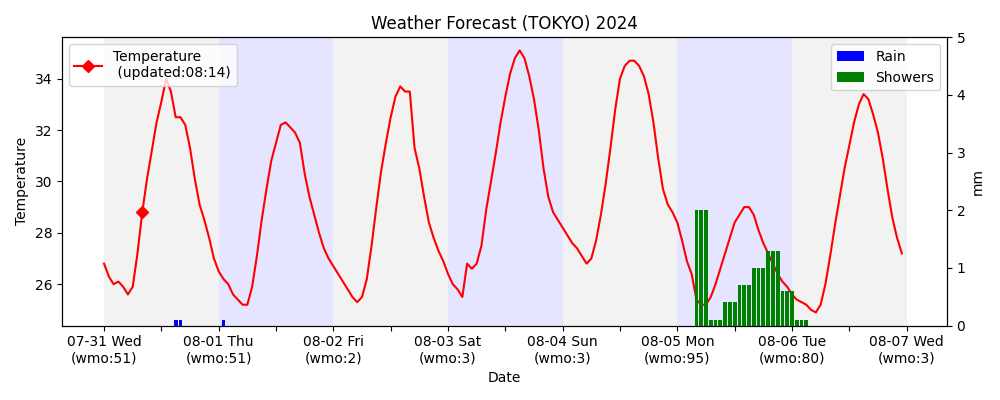 Weather Forecast (TOKYO) 2024
Temperature
(updated:08:14)
Rain
Showers
Temperature
34
32
30
28
26
5
4
3
2
1
0
mm
07-31 Wed
(wmo:51)
08-01 Thu
(wmo:51)
08-02 Fri
(wmo:2)
08-03 Sat
(wmo:3)
08-04 Sun
(wmo:3)
08-05 Mon
(wmo:95)
08-06 Tue
(wmo:80)
08-07 Wed
(wmo:3)
Date